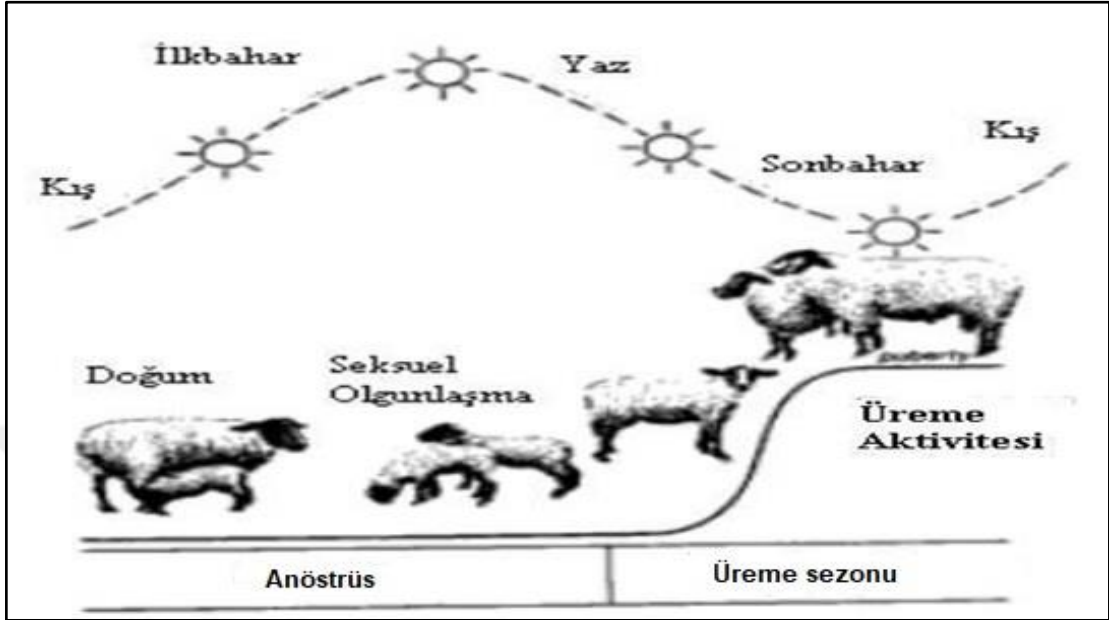 İlkbahar
Yaz
Kış
Kış
Sonbahar
Doğum
Seksuel
Olgunlaşma
puberty
Üreme
Aktivitesi
Anöstrüs
Üreme sezonu